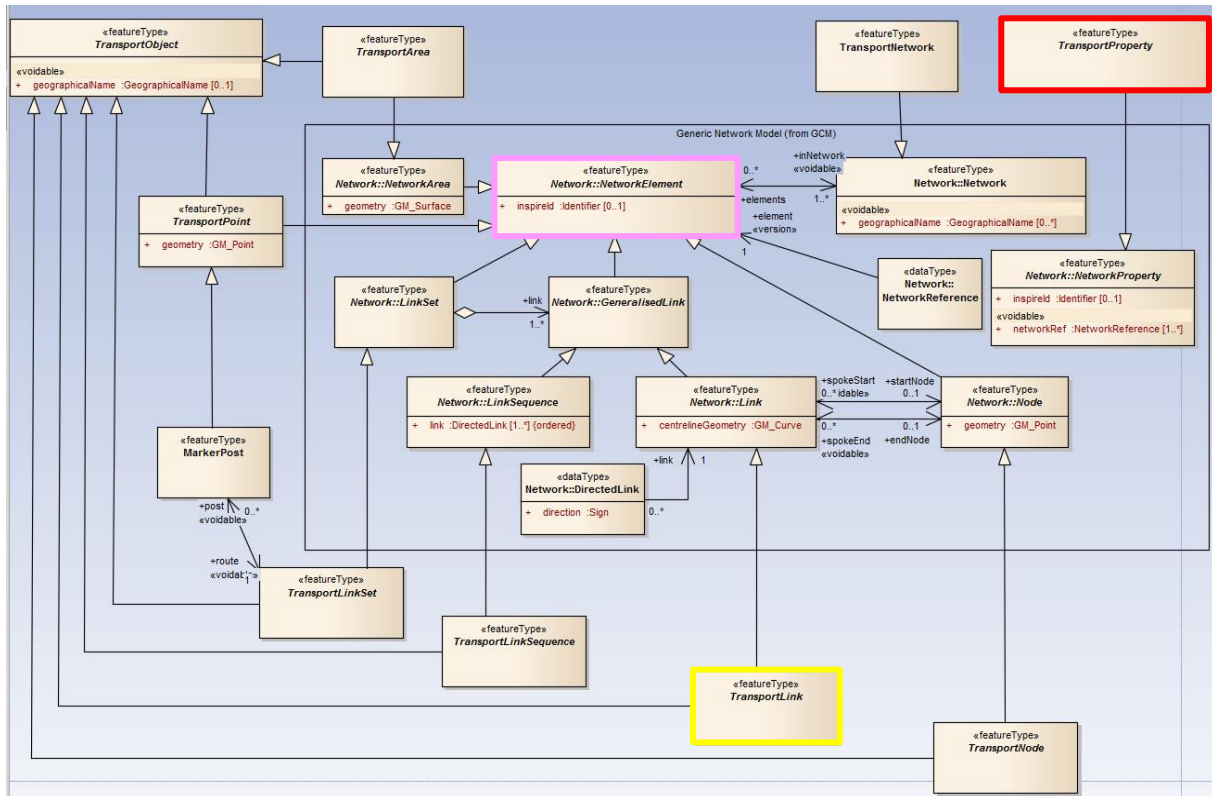 «featureType»
TransportObject
«voidable»
+ geographicalName :GeographicalName [0..1]
«featureType»
TransportArea
«featureType»
TransportNetwork
«featureType»
TransportProperty
Generic Network Model (from GCM)
«featureType»
Network::NetworkArea
+ geometry :GM_Surface
«featureType»
Network::NetworkElement
+ inspireId :Identifier [0..1]
0..*
+elements
+inNetwork
«voidable»
1..*
«featureType»
Network::Network
«voidable»
+ geographicalName :GeographicalName [0..*]
+element
«version»
1
«featureType»
TransportPoint
+ geometry :GM_Point
«dataType»
Network::
NetworkReference
«featureType»
Network::NetworkProperty
+ inspireId :Identifier [0..1]
«voidable»
+ networkRef :NetworkReference [1..*]
«featureType»
Network::LinkSet
+link
1..*
«featureType»
Network::GeneralisedLink
«featureType»
Network::LinkSequence
+ link :DirectedLink [1..*] {ordered}
«featureType»
Network::Link
+ centrelineGeometry :GM_Curve
+spokeStart
0..* idable»
+startNode
0..1
0..*
+spokeEnd
«voidable»
0..1
+endNode
«featureType»
Network::Node
+ geometry :GM_Point
«featureType»
MarkerPost
+link
1
«dataType»
Network::DirectedLink
+ direction :Sign
0..*
+post
«voidable»
0..*
+route
1
«featureType»
TransportLinkSet
«featureType»
TransportLinkSequence
«featureType»
TransportLink
«featureType»
TransportNode